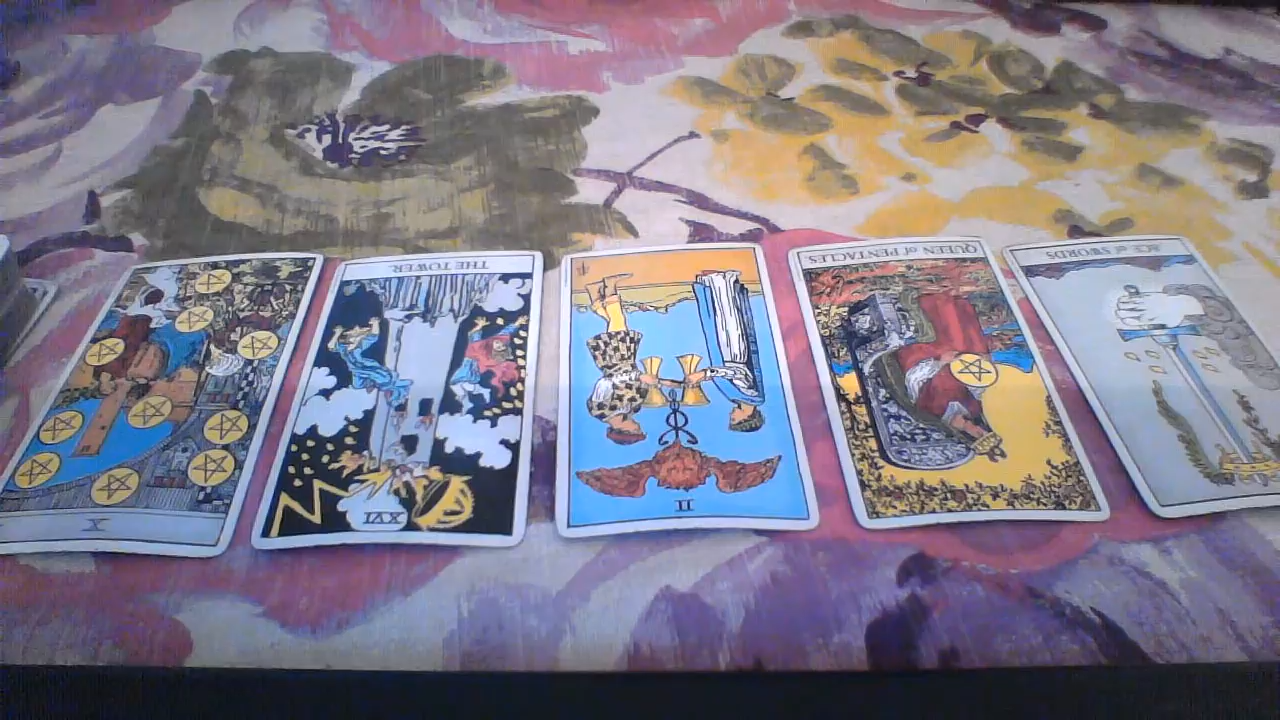 X
THE TOWER.
XVI
II
QUEEN of PENTACLES.
ACE of SWORDS.